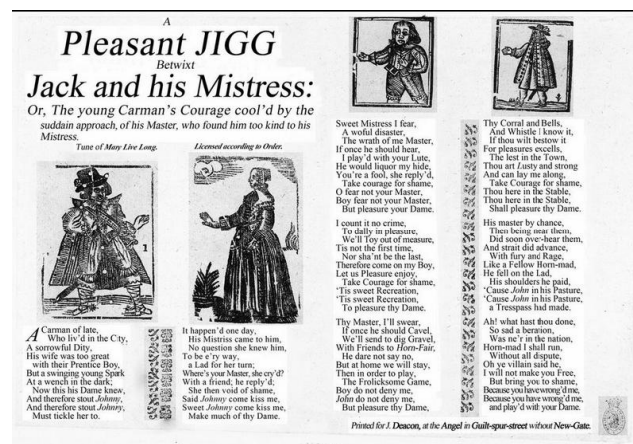 A
Pleasant JIGG
Betwixt
Jack and his Mistress:
Or, The young Carman's Courage cool'd by the
suddain approach, of his Master, who found him too kind to his
Mistress.
Tune of Mary Live Long. Licensed according to Order.
A Carman of late,
Who liv'd in the City,
A sorrowful Dity,
His wife was too great
with their Prentice Boy,
But a swinging young Spark
At a wench in the dark;
Now this his Dame knew,
And therefore stout Johnny,
And therefore stout Johnny,
Must tickle her to.
It happen'd one day,
His Mistris came to him,
No question she knew him,
To be e'ry way,
a Lad for her turn;
Where's your Master, she cry'd?
With a friend; he reply'd;
She then void of shame,
Said Johnny come kiss me,
Sweet Johnny come kiss me,
Make much of thy Dame.
Sweet Mistress I fear,
A woful disaster,
The wrath of me Master,
If once he should hear,
I play'd with your Lute,
He would liquor my hide,
You're a fool, she reply'd,
Take courage for shame,
O fear not your Master,
Boy fear not your Master,
But pleasure your Dame.
I count it no crime,
To dally in pleasure,
We'll Toy out of measure,
Tis not the first time,
Nor sha'nt be the last,
Therefore come on my Boy,
Let us Pleasure enjoy,
Take Courage for shame,
'Tis sweet Recreation,
'Tis sweet Recreation,
To pleasure thy Dame.
Thy Master, I'll swear,
If once he should Cavel,
We'll send to dig Gravel,
With Friends to Horn-Fair,
He dare not say no,
But at home we will stay,
Then in order to play,
The Frolicksome Game,
Boy do not deny me,
John do not deny me,
But pleasure thy Dame,
Thy Corral and Bells,
And Whistle I know it,
If thou wilt bestow it
For pleasures excells,
The lest in the Town,
Thou art Lusty and strong
And can lay me along,
Take Courage for shame,
Thou here in the Stable,
Thou here in the Stable,
Shall pleasure thy Dame.
His master by chance,
Then being near them,
Did soon over-hear them,
And strait did advance,
With fury and Rage,
Like a Fellow Horn-mad,
He fell on the Lad,
His shoulders he paid,
'Cause John in his Pasture,
'Cause John in his Pasture,
a Tresspass had made.
Ah! what hast thou done,
So sad a beraion,
Was ne'r in the nation,
Horn-mad I shall run,
Without all dispute,
Oh ye villain said he,
I will not make you Free,
But bring you to shame,
Because you have wrong'd me,
Because you have wrong'd me,
and play'd with your Dame.
Printed for J. Deacon, at the Angel in Guilt-spur-street without New-Gate.